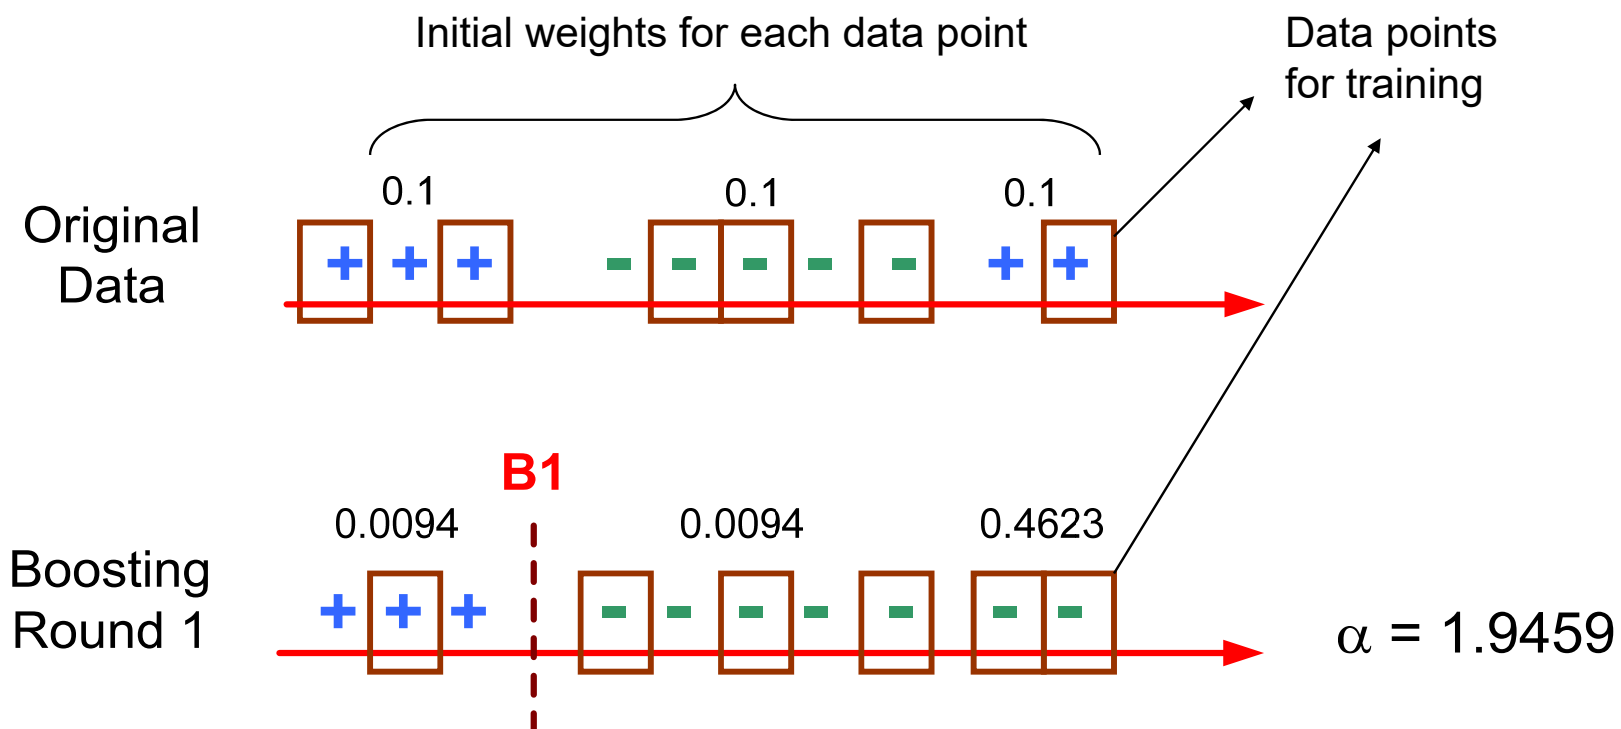 Initial weights for each data point
Data points
for training
0.1 0.1 0.1
Original
Data
+ + + - - - - - + +
B1
0.0094 0.0094 0.4623
Boosting
Round 1
+ + + - - - - - - -
α = 1.9459